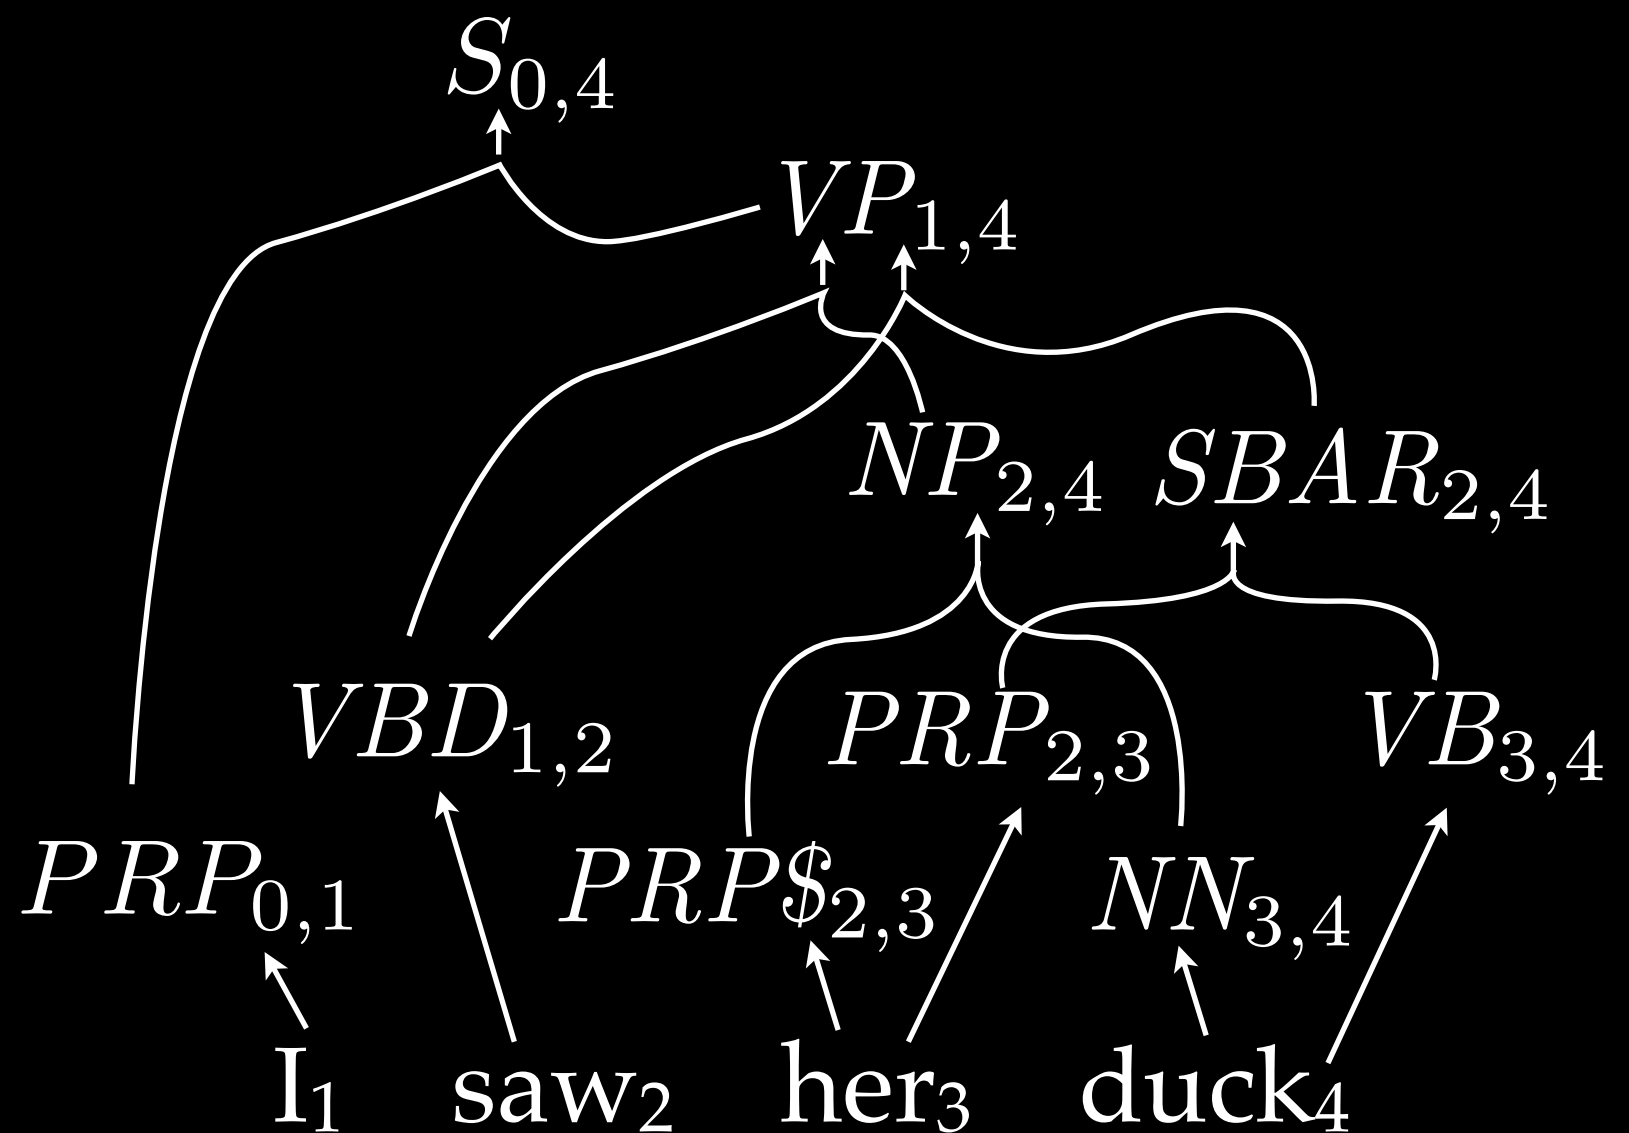 S0,4
VP1,4
NP2,4 SBAR2,4
VBD1,2 PRP2,3 VB3,4
PRP0,1 PRP$2,3 NN3,4
I1 saw2 her3 duck4